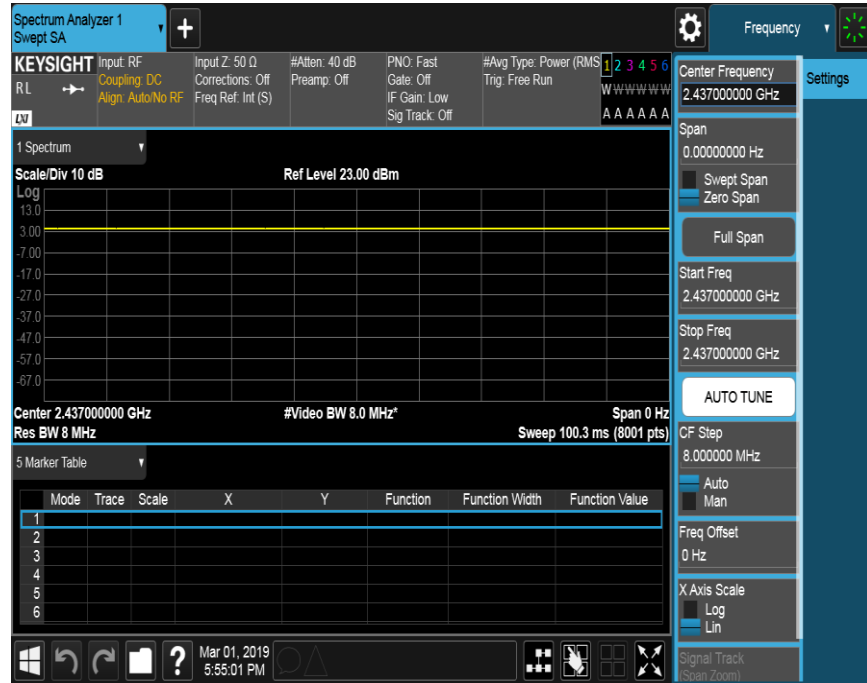 Spectrum Analyzer 1
Swept SA
+
Frequency
KEYSIGHT
RL
LXI
Input: RF
Coupling: DC
Align: Auto/No RF
Input Z: 50 Ω
Corrections: Off
Freq Ref: Int (S)
#Atten: 40 dB
Preamp: Off
PNO: Fast
Gate: Off
IF Gain: Low
Sig Track: Off
#Avg Type: Power (RMS
Trig: Free Run
1 2 3 4 5 6
W W W W W W
A A A A A A
1 Spectrum
Scale/Div 10 dB
Ref Level 23.00 dBm
Log
13.0
3.00
-7.00
-17.0
-27.0
-37.0
-47.0
-57.0
-67.0
Center 2.437000000 GHz
#Video BW 8.0 MHz*
Span 0 Hz
Res BW 8 MHz
Sweep 100.3 ms (8001 pts)
5 Marker Table
Mode Trace Scale X Y Function Function Width Function Value
1
2
3
4
5
6
?
Mar 01, 2019
5:55:01 PM
Center Frequency
2.437000000 GHz
Span
0.00000000 Hz
Swept Span
Zero Span
Full Span
Start Freq
2.437000000 GHz
Stop Freq
2.437000000 GHz
AUTO TUNE
CF Step
8.000000 MHz
Auto
Man
Freq Offset
0 Hz
X Axis Scale
Log
Lin
Signal Track
(Span Zoom)
Settings